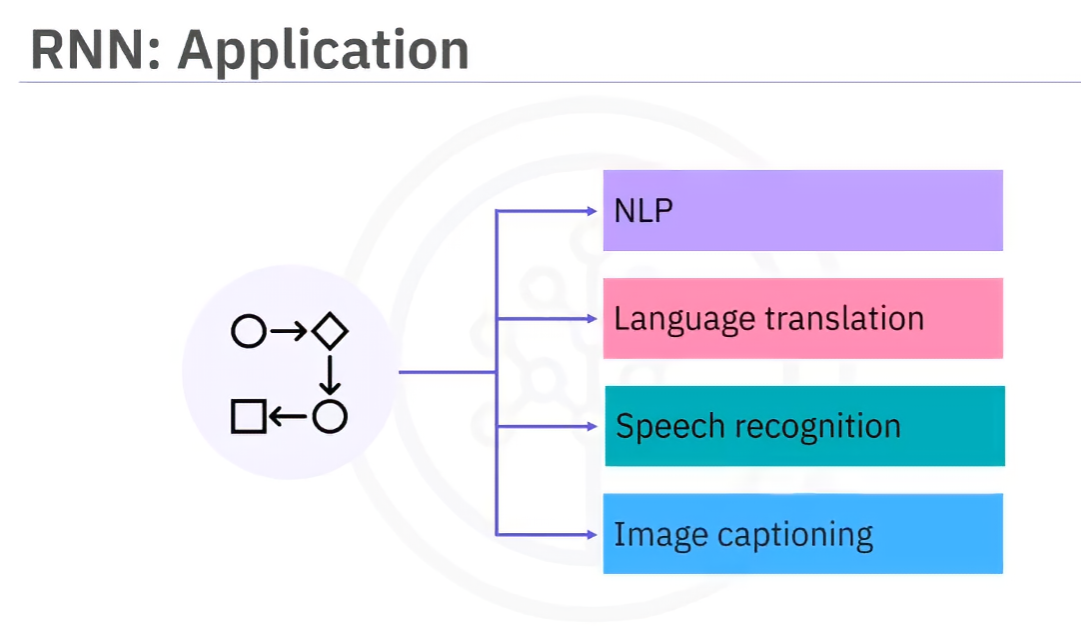 RNN: Application
NLP
Language translation
Speech recognition
Image captioning